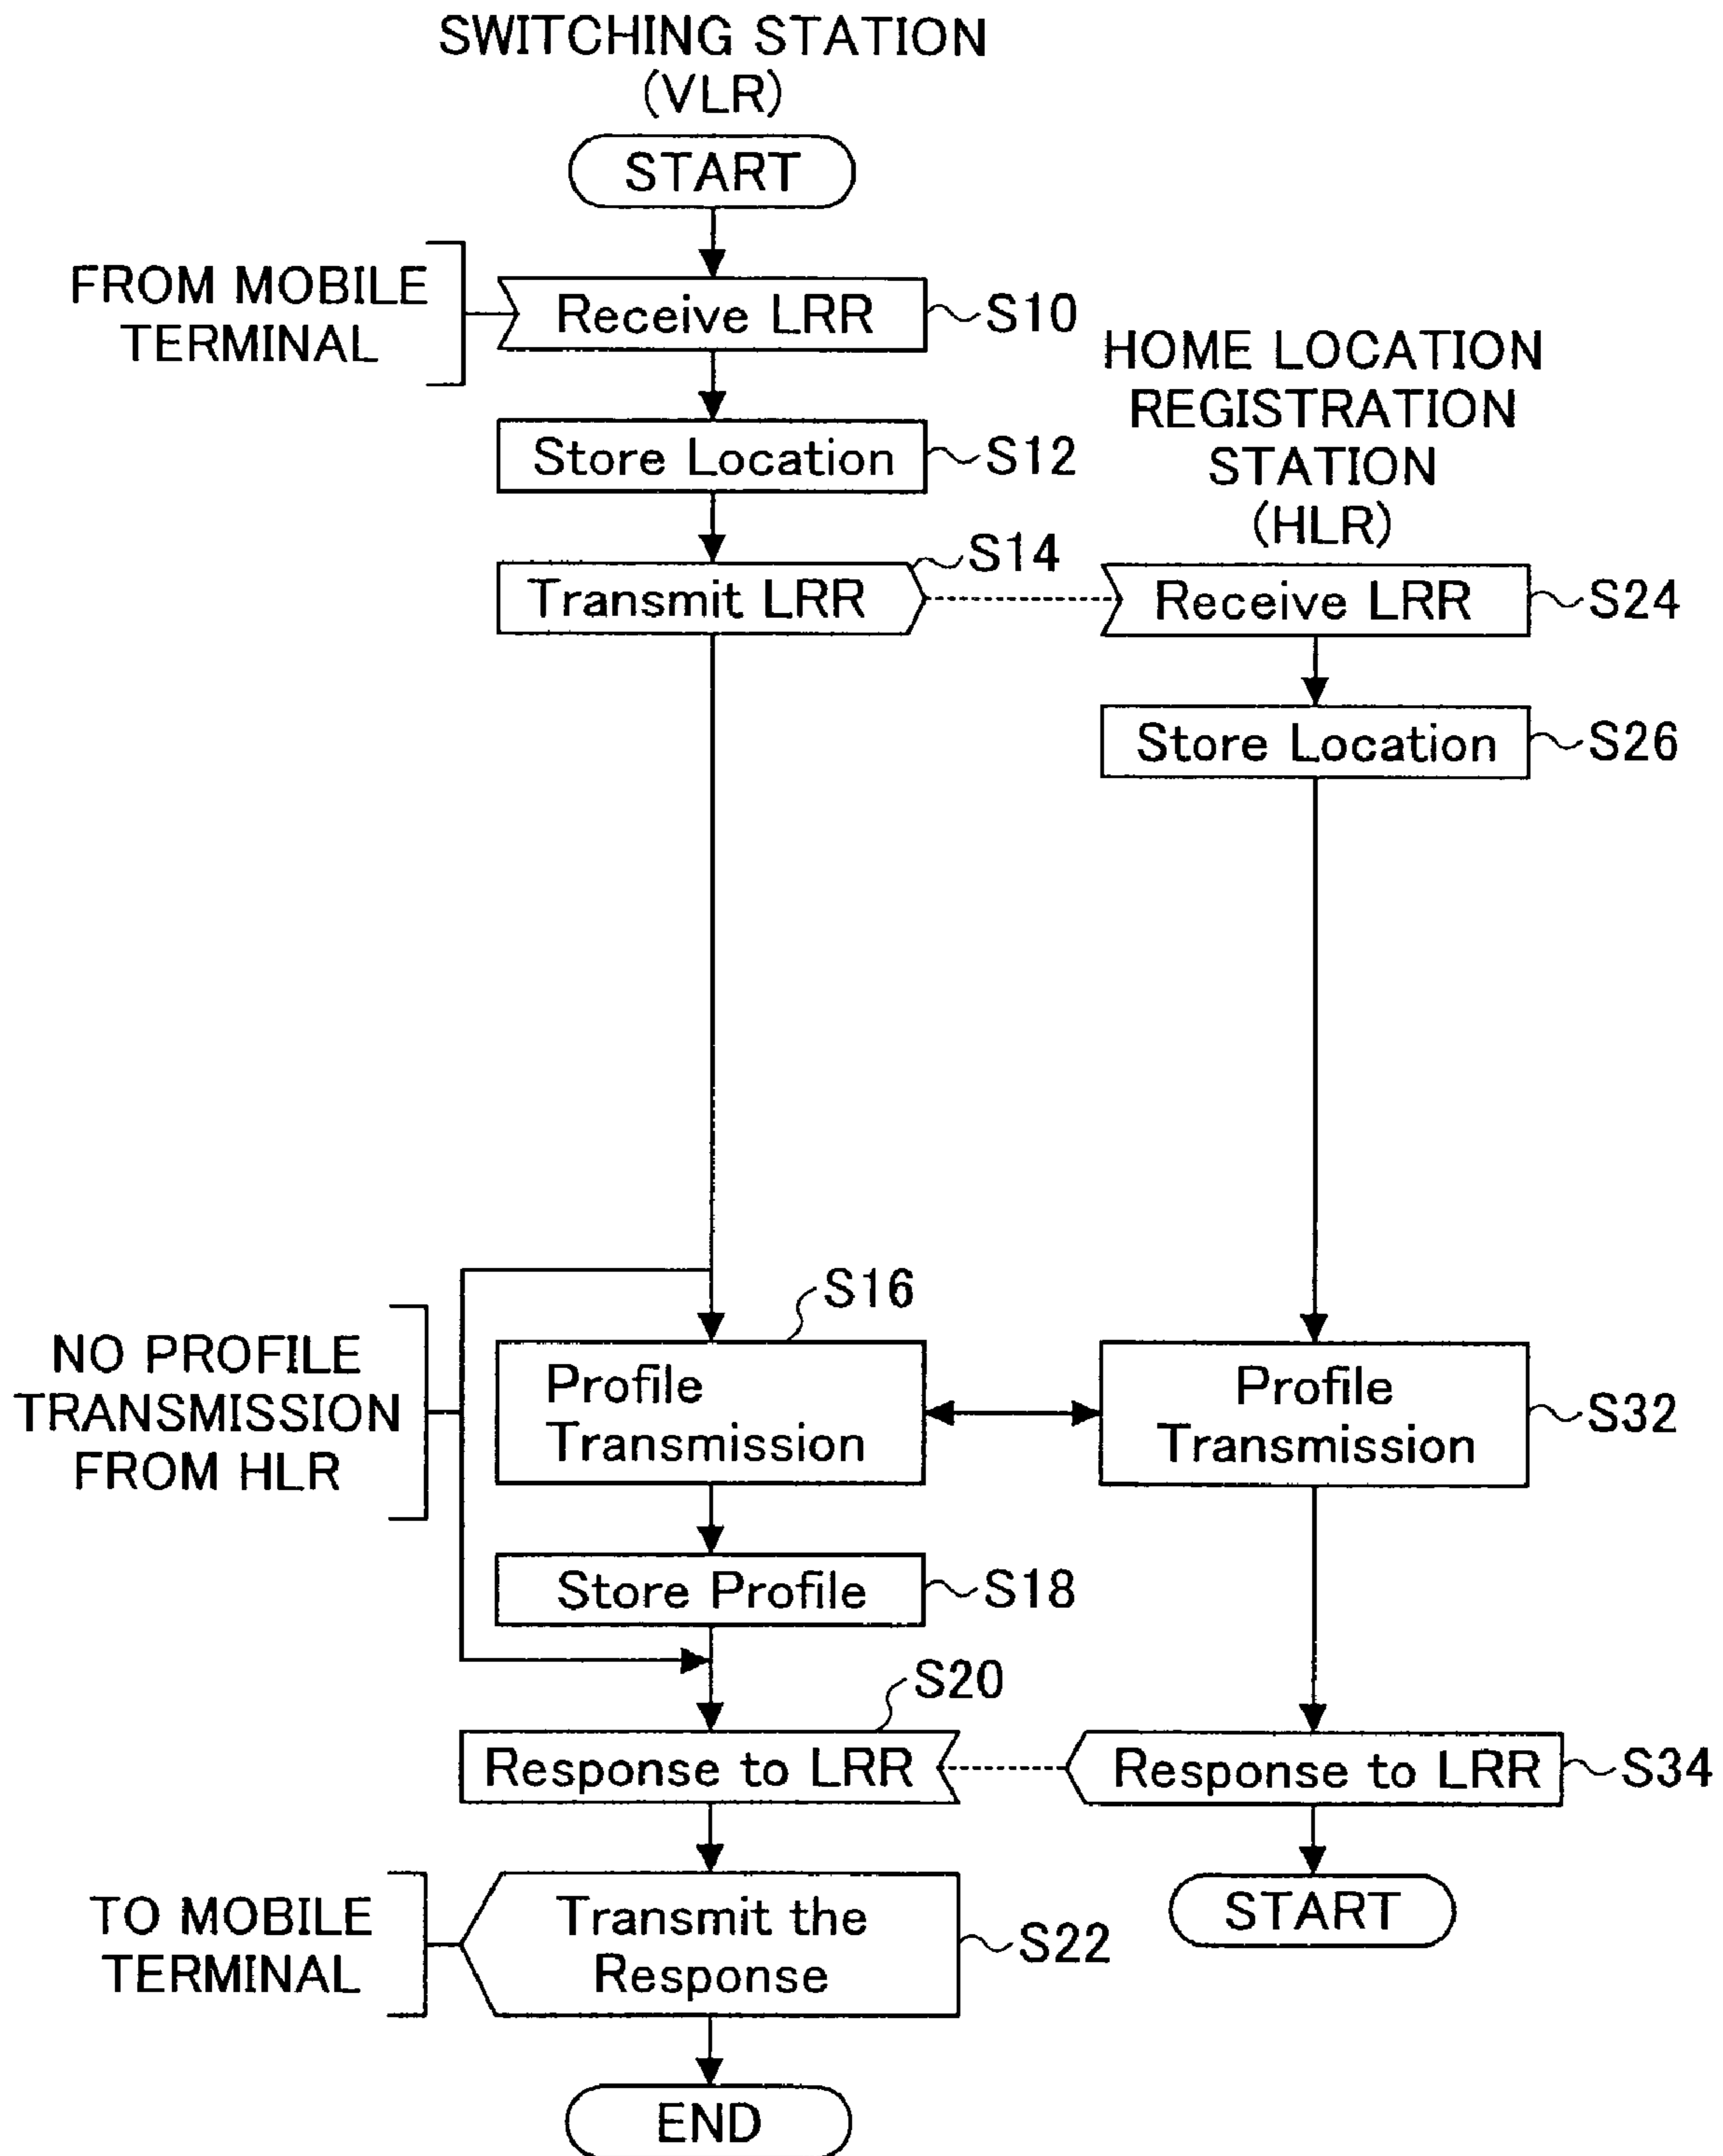 SWITCHING STATION
(VLR)
START
FROM MOBILE
TERMINAL
Receive LRR
S10
HOME LOCATION
REGISTRATION
STATION
(HLR)
Store Location
S12
Transmit LRR
S14
Receive LRR
S24
Store Location
S26
NO PROFILE
TRANSMISSION
FROM HLR
S16
Profile
Transmission
Profile
Transmission
S32
Store Profile
S18
S20
Response to LRR
Response to LRR
S34
TO MOBILE
TERMINAL
Transmit the
Response
S22
START
END